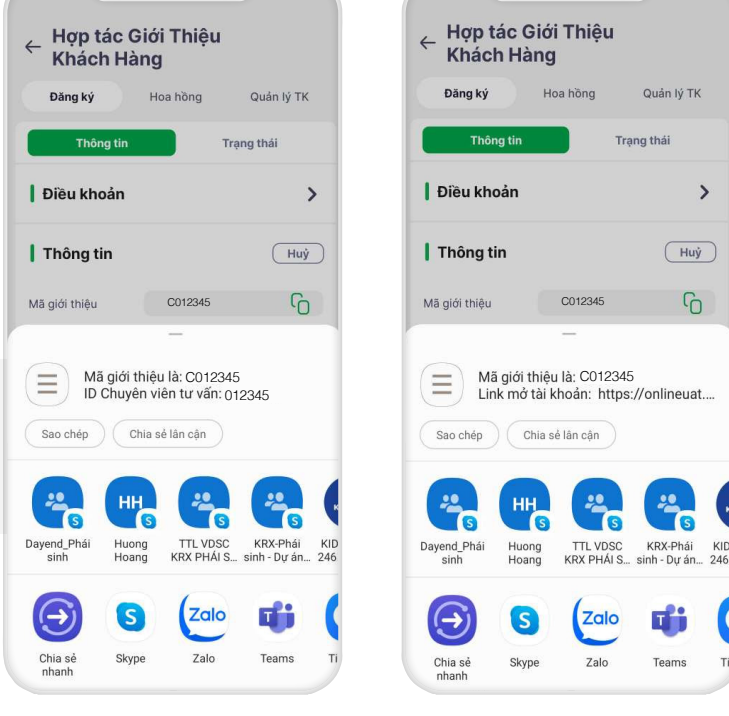 Hợp tác Giới Thiệu
Khách Hàng
Đăng ký Hoa hồng Quản lý TK
Thông tin Trạng thái
Điều khoản
Thông tin Huỷ
Mã giới thiệu C012345
Mã giới thiệu là: C012345
ID Chuyên viên tư vấn: 012345
Sao chép Chia sẻ lân cận
HH
Dayend_Phái
sinh
Huong
Hoang
TTL VDSC
KRX PHÁI S...
KRX-Phái
sinh - Dự án...
KID
246
Zalo
Chia sẻ
nhanh
Skype
Zalo
Teams
Ti
Hợp tác Giới Thiệu
Khách Hàng
Đăng ký Hoa hồng Quản lý TK
Thông tin Trạng thái
Điều khoản
Thông tin Huỷ
Mã giới thiệu C012345
Mã giới thiệu là: C012345
Link mở tài khoản: https://onlineuat....
Sao chép Chia sẻ lân cận
HH
Dayend_Phái
sinh
Huong
Hoang
TTL VDSC
KRX PHÁI S...
KRX-Phái
sinh - Dự án...
KID
246
Zalo
Chia sẻ
nhanh
Skype
Zalo
Teams
Ti